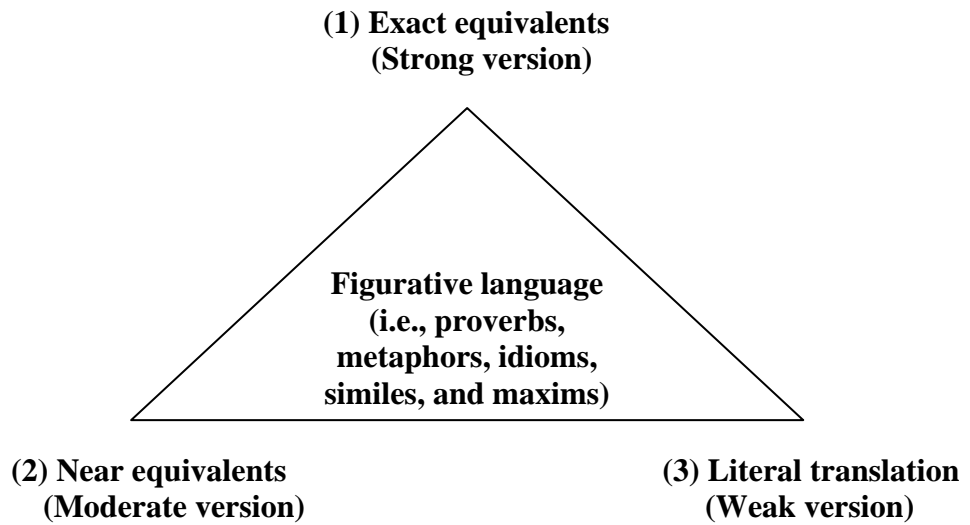 (1) Exact equivalents
(Strong version)
Figurative language
(i.e., proverbs,
metaphors, idioms,
similes, and maxims)
(2) Near equivalents
(Moderate version)
(3) Literal translation
(Weak version)